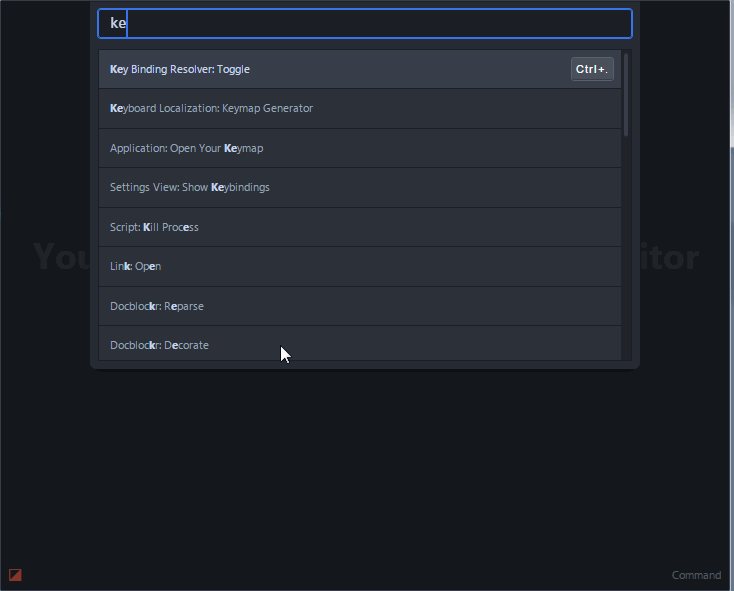 ke
Key Binding Resolver: Toggle
Ctrl+.
Keyboard Localization: Keymap Generator
Application: Open Your Keymap
Settings View: Show Keybindings
Script: Kill Process
Link: Open
Docblockr: Reparse
Docblockr: Decorate
You
itor
Command